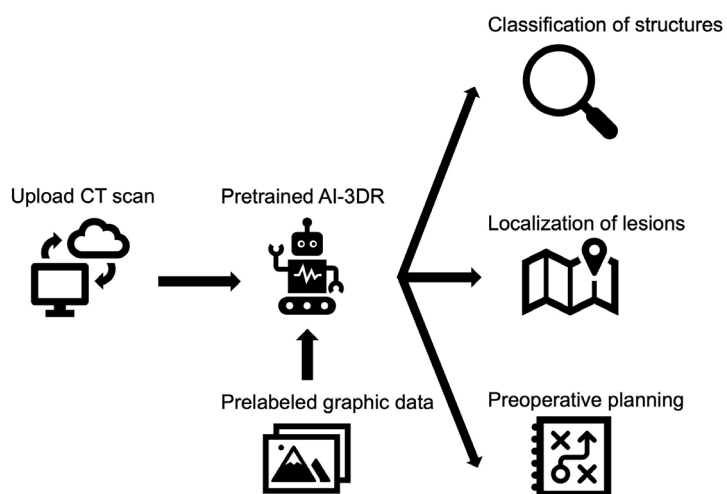 Classification of structures
Upload CT scan
Pretrained AI-3DR
Localization of lesions
Prelabeled graphic data
Preoperative planning